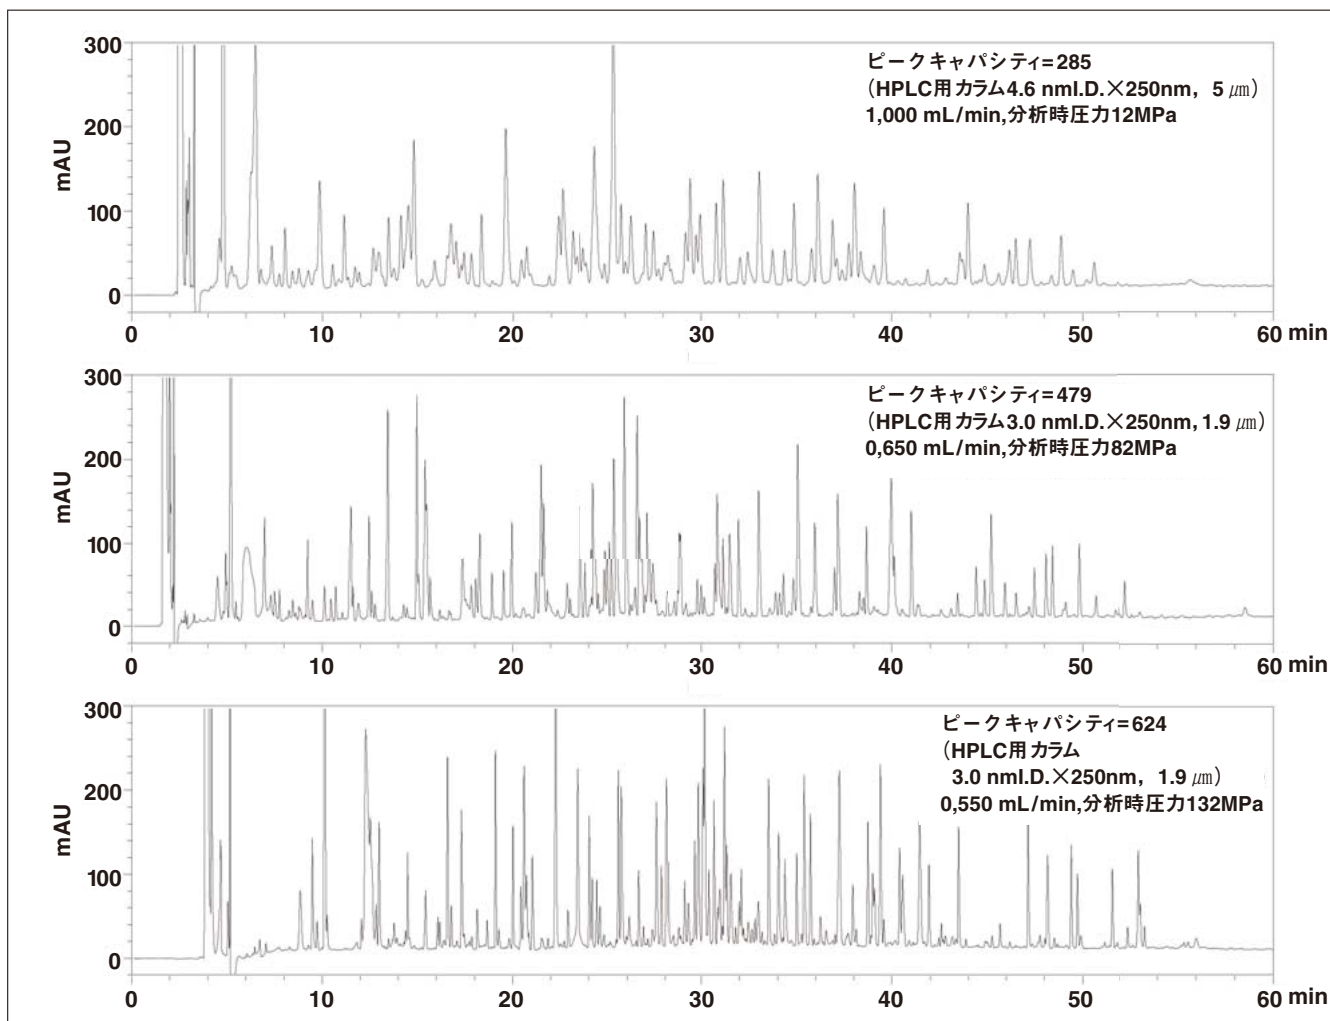 300
ピークキャパシティ=285
(HPLC用カラム4.6 nmI.D.×250nm, 5 μm)
1,000 mL/min,分析時圧力12MPa
200
mAU
100
0
0 10 20 30 40 50 60 min
300
ピークキャパシティ=479
(HPLC用カラム3.0 nmI.D.×250nm, 1.9 μm)
0,650 mL/min,分析時圧力82MPa
200
mAU
100
0
0 10 20 30 40 50 60 min
300
ピークキャパシティ=624
(HPLC用カラム
3.0 nmI.D.×250nm, 1.9 μm)
0,550 mL/min,分析時圧力132MPa
200
mAU
100
0
0 10 20 30 40 50 60 min